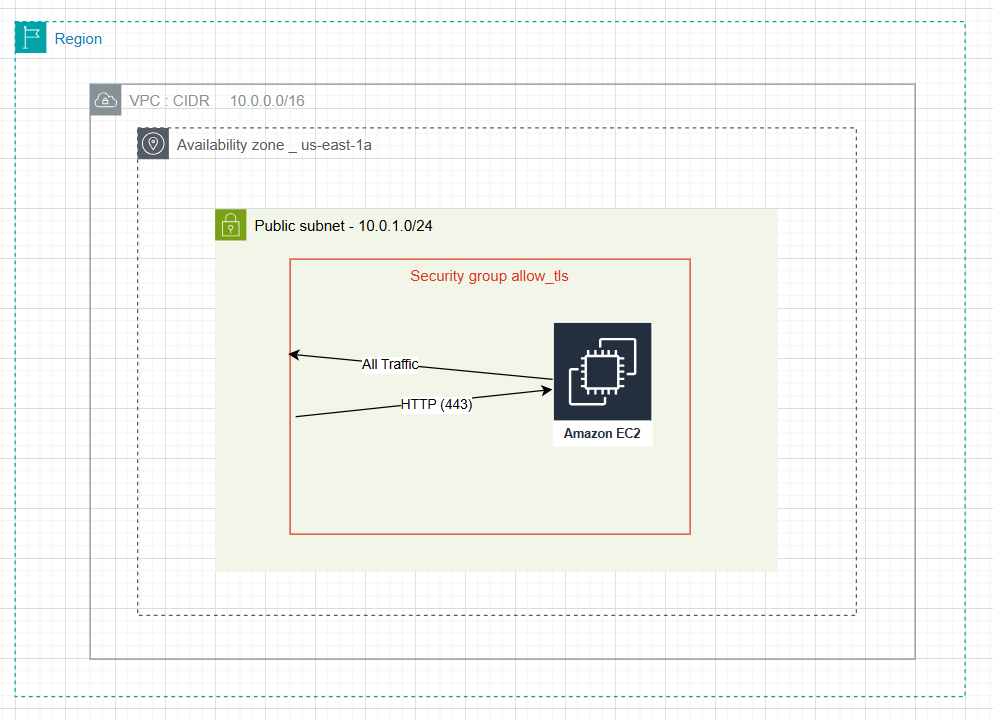 Region
VPC : CIDR 10.0.0.0/16
Availability zone _ us-east-1a
Public subnet - 10.0.1.0/24
Security group allow_tls
All Traffic
HTTP (443)
Amazon EC2